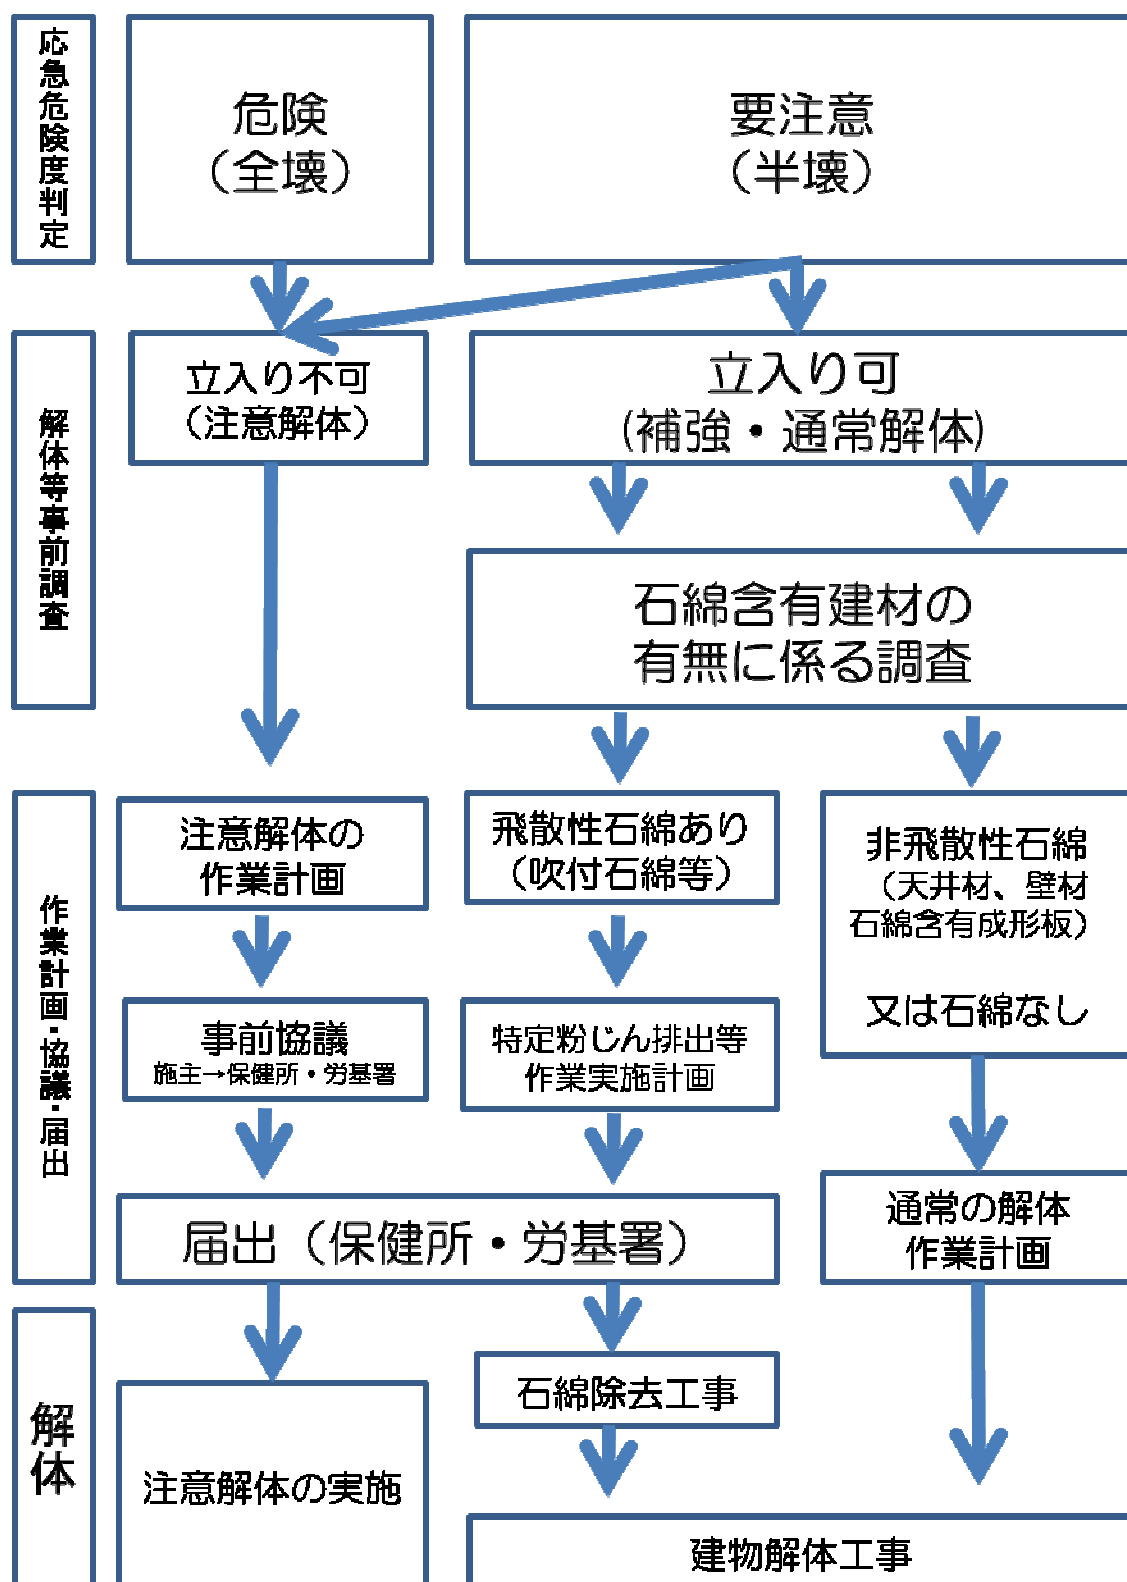 応急危険度判定
危険
（全壊）
要注意
（半壊）
解体等事前調査
立入り不可
（注意解体）
立入り可
(補強・通常解体)
石綿含有建材の
有無に係る調査
作業計画・協議・届出
注意解体の
作業計画
飛散性石綿あり
（吹付石綿等）
非飛散性石綿
（天井材、壁材
石綿含有成形板）
又は石綿なし
事前協議
施主→保健所・労基署
特定粉じん排出等
作業実施計画
届出（保健所・労基署）
通常の解体
作業計画
解体
石綿除去工事
注意解体の実施
建物解体工事